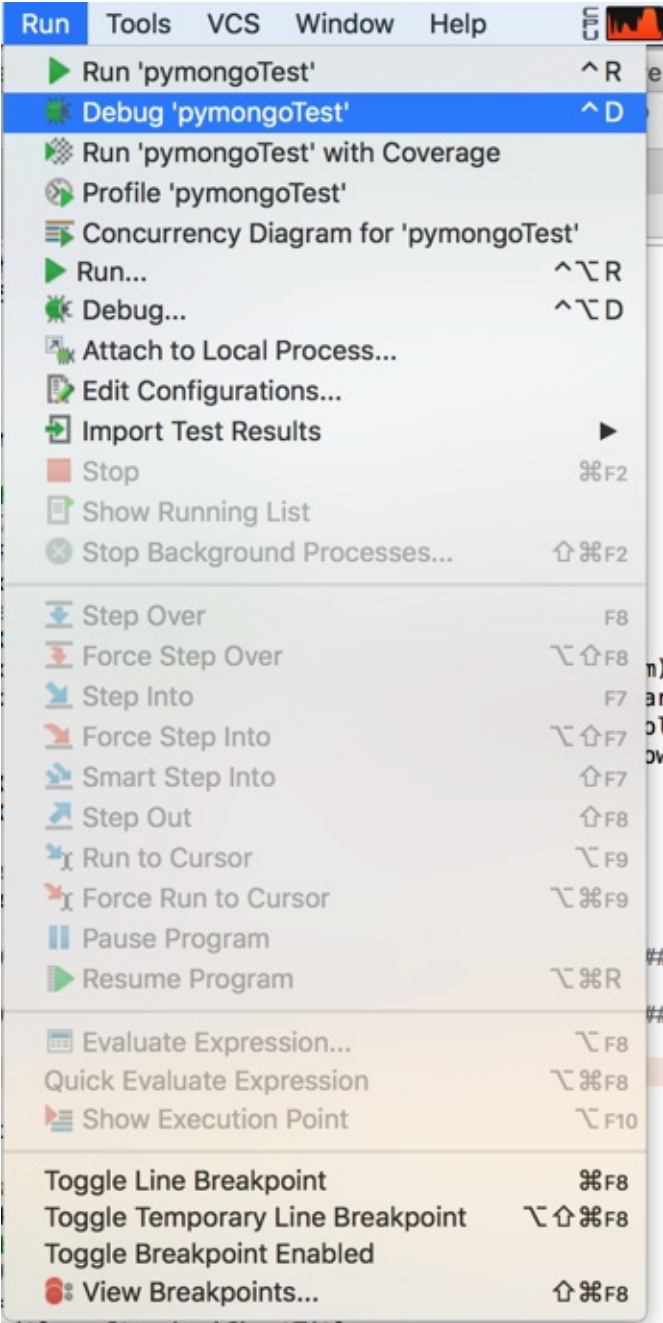 Run Tools VCS Window Help CPU
Run 'pymongoTest' ^R
Debug 'pymongoTest' ^D
Run 'pymongoTest' with Coverage
Profile 'pymongoTest'
Concurrency Diagram for 'pymongoTest'
Run... ^⌥R
Debug... ^⌥D
Attach to Local Process...
Edit Configurations...
Import Test Results ▶
Stop ⌘F2
Show Running List
Stop Background Processes... ⇧⌘F2
Step Over F8
Force Step Over ⌥⇧F8
Step Into F7
Force Step Into ⌥⇧F7
Smart Step Into ⇧F7
Step Out ⇧F8
Run to Cursor ⌥F9
Force Run to Cursor ⌥⌘F9
Pause Program
Resume Program ⌥⌘R
Evaluate Expression... ⌥F8
Quick Evaluate Expression ⌥⌘F8
Show Execution Point ⌥F10
Toggle Line Breakpoint ⌘F8
Toggle Temporary Line Breakpoint ⌥⇧⌘F8
Toggle Breakpoint Enabled
View Breakpoints... ⇧⌘F8